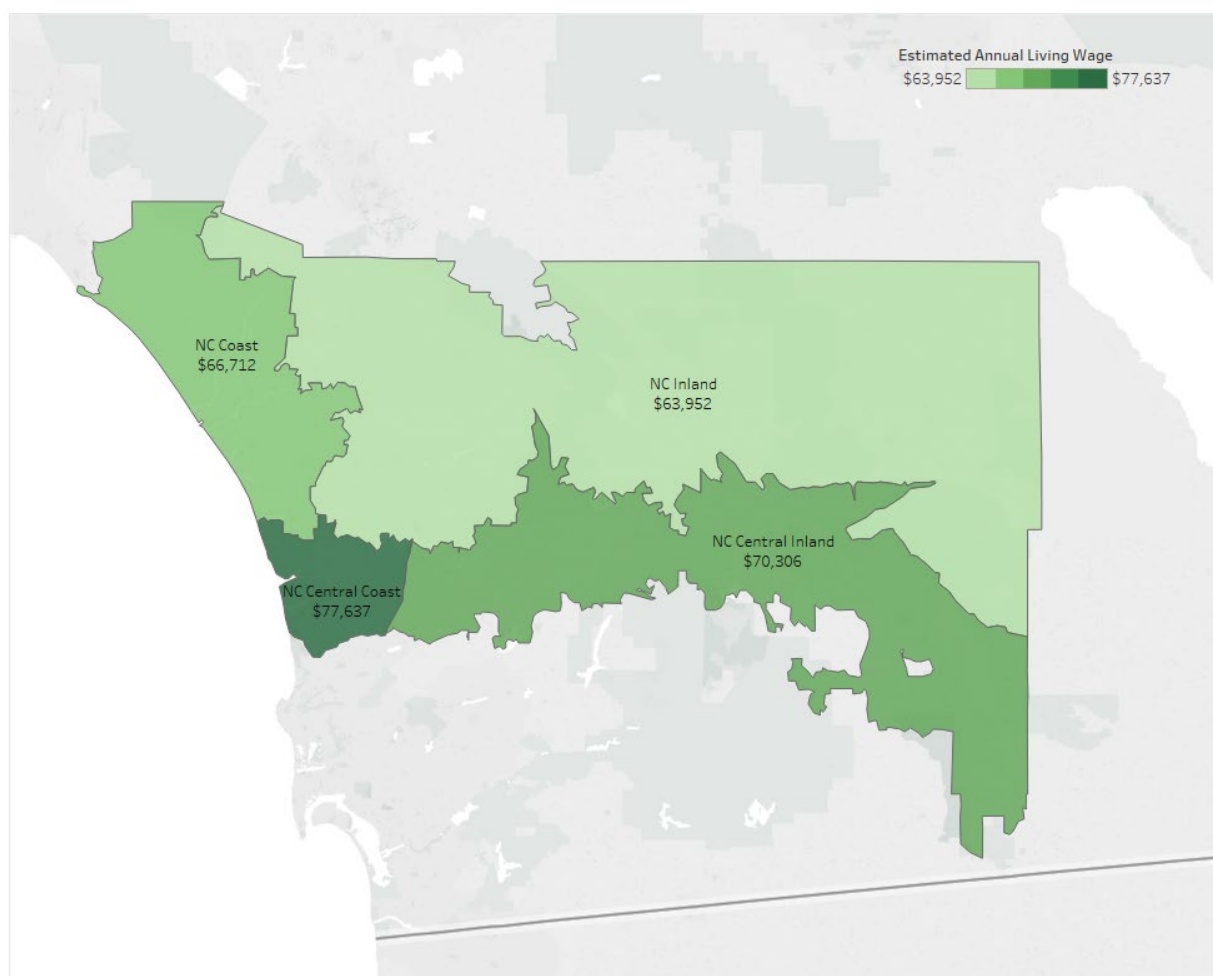 Estimated Annual Living Wage
$63,952 $77,637
NC Coast
$66,712
NC Inland
$63,952
NC Central Inland
$70,306
NC Central Coast
$77,637